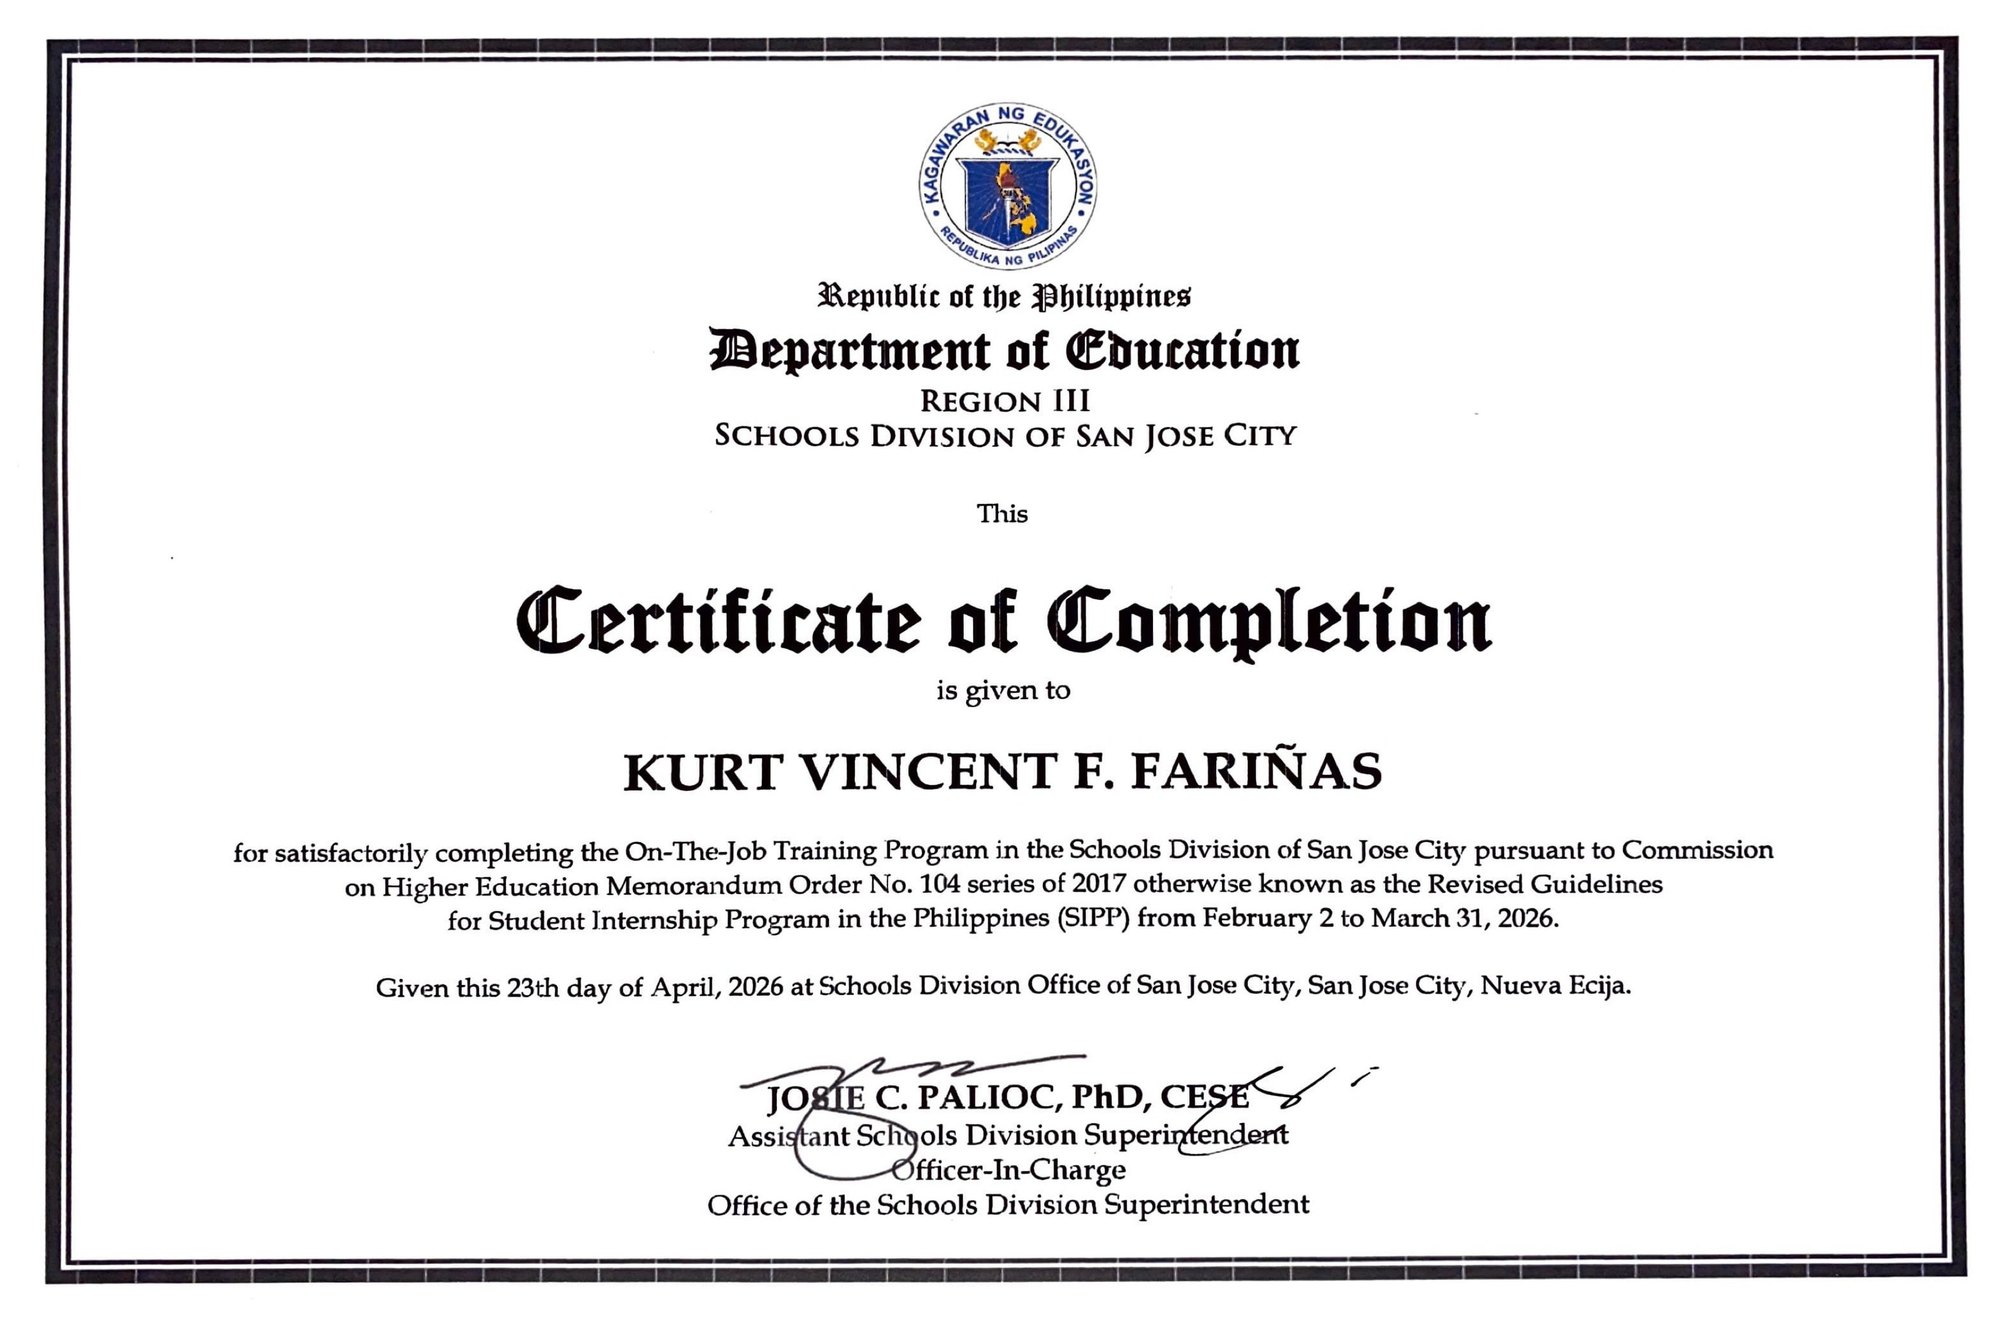 KAGAWARAN NG EDUKASYON
REPUBLIKA NG PILIPINAS
Republic of the Philippines
Department of Education
REGION III
SCHOOLS DIVISION OF SAN JOSE CITY
This
Certificate of Completion
is given to
KURT VINCENT F. FARIÑAS
for satisfactorily completing the On-The-Job Training Program in the Schools Division of San Jose City pursuant to Commission
on Higher Education Memorandum Order No. 104 series of 2017 otherwise known as the Revised Guidelines
for Student Internship Program in the Philippines (SIPP) from February 2 to March 31, 2026.
Given this 23th day of April, 2026 at Schools Division Office of San Jose City, San Jose City, Nueva Ecija.
JOSIE C. PALIOC, PhD, CESE
Assistant Schools Division Superintendent
Officer-In-Charge
Office of the Schools Division Superintendent